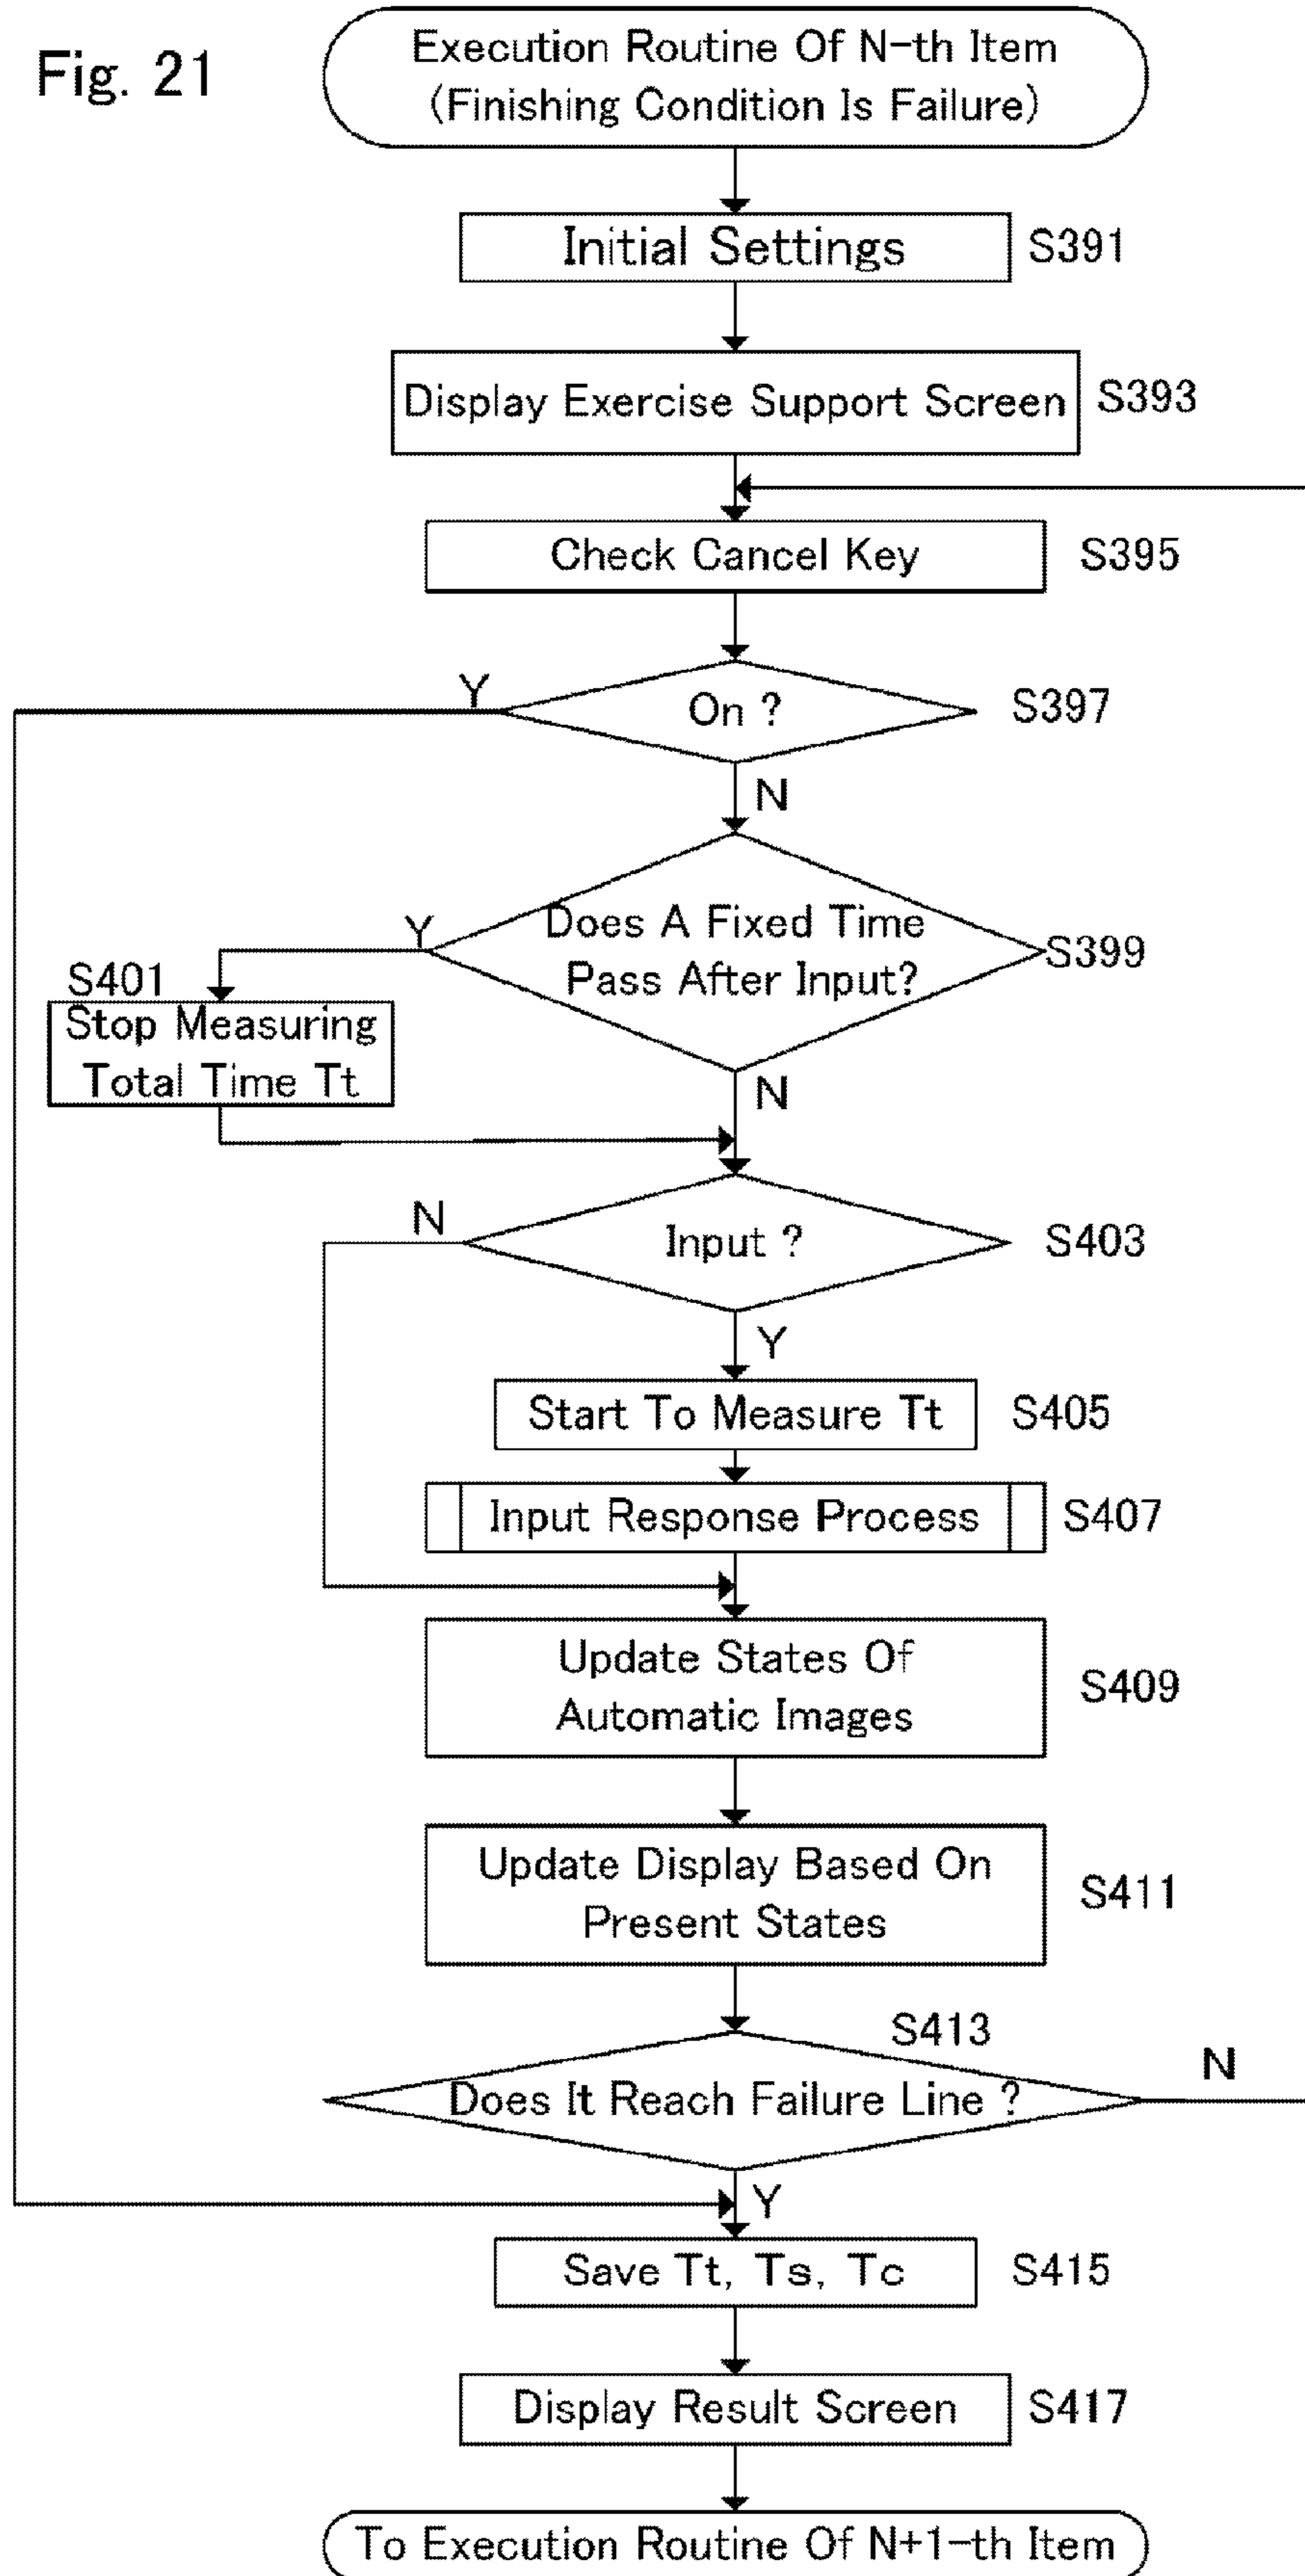 Fig. 21
Execution Routine Of N-th Item
(Finishing Condition Is Failure)
Initial Settings
S391
Display Exercise Support Screen
S393
Check Cancel Key
S395
Y
On ?
S397
N
Y
Does A Fixed Time
Pass After Input?
S399
S401
Stop Measuring
Total Time Tt
N
N
Input ?
S403
Y
Start To Measure Tt
S405
Input Response Process
S407
Update States Of
Automatic Images
S409
Update Display Based On
Present States
S411
S413
Does It Reach Failure Line ?
N
Y
Save Tt, Ts, Tc
S415
Display Result Screen
S417
To Execution Routine Of N+1-th Item